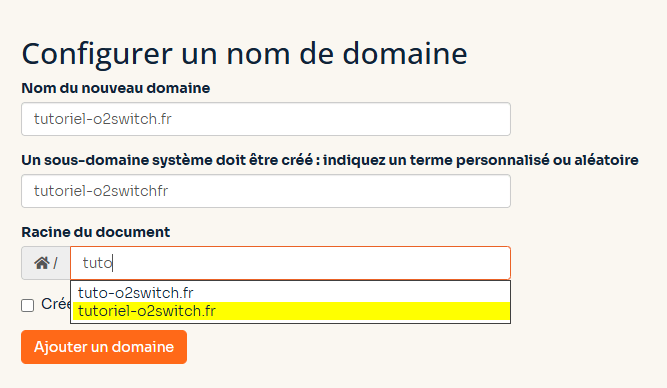 Configurer un nom de domaine
Nom du nouveau domaine
tutoriel-o2switch.fr
Un sous-domaine système doit être créé : indiquez un terme personnalisé ou aléatoire
tutoriel-o2switchfr
Racine du document
/ tuto
tuto-o2switch.fr
tutoriel-o2switch.fr
Ajouter un domaine